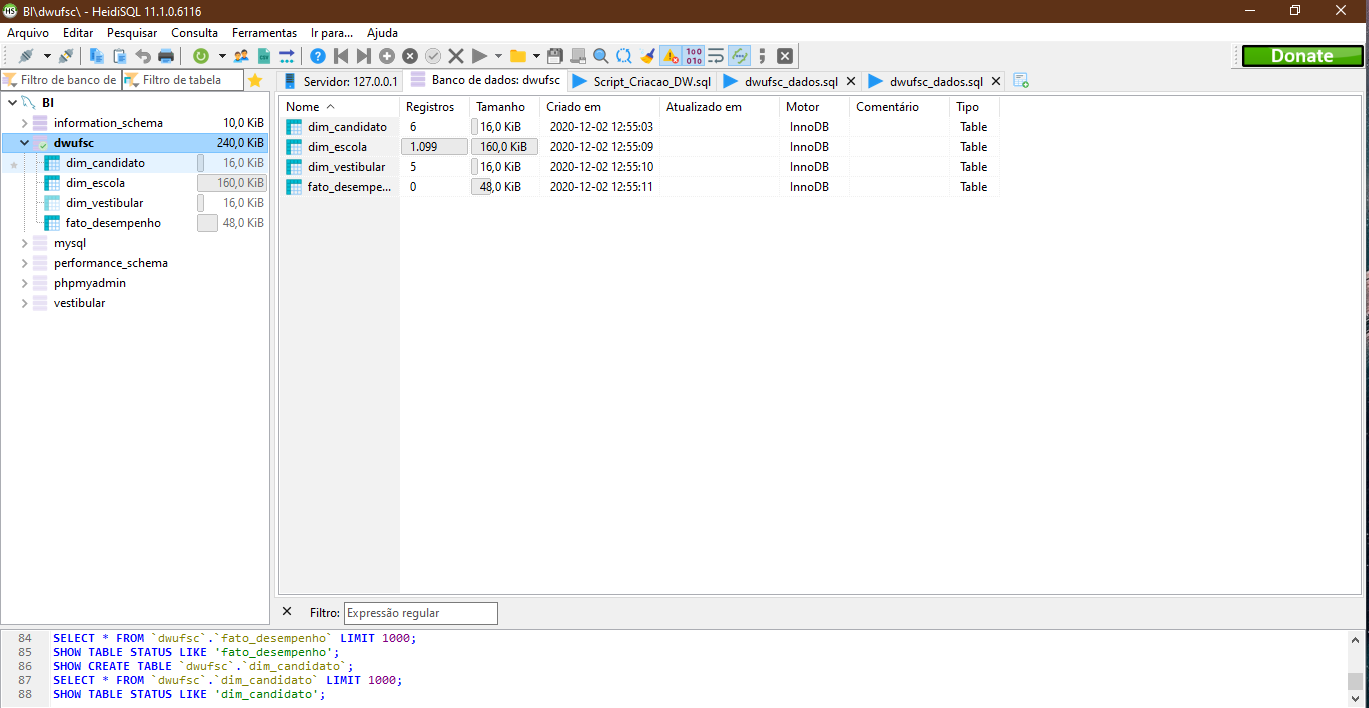 BI\dwufsc\ - HeidiSQL 11.1.0.6116
Arquivo Editar Pesquisar Consulta Ferramentas Ir para... Ajuda
Donate
Filtro de banco de Filtro de tabela
Servidor: 127.0.0.1 Banco de dados: dwufsc Script_Criacao_DW.sql dwufsc_dados.sql dwufsc_dados.sql
BI
information_schema 10,0 KiB
dwufsc 240,0 KiB
dim_candidato 16,0 KiB
dim_escola 160,0 KiB
dim_vestibular 16,0 KiB
fato_desempenho 48,0 KiB
mysql
performance_schema
phpmyadmin
vestibular
Nome Registros Tamanho Criado em Atualizado em Motor Comentário Tipo
dim_candidato 6 16,0 KiB 2020-12-02 12:55:03 InnoDB Table
dim_escola 1.099 160,0 KiB 2020-12-02 12:55:09 InnoDB Table
dim_vestibular 5 16,0 KiB 2020-12-02 12:55:10 InnoDB Table
fato_desempe... 0 48,0 KiB 2020-12-02 12:55:11 InnoDB Table
Filtro: Expressão regular
84 SELECT * FROM `dwufsc`.`fato_desempenho` LIMIT 1000;
85 SHOW TABLE STATUS LIKE 'fato_desempenho';
86 SHOW CREATE TABLE `dwufsc`.`dim_candidato`;
87 SELECT * FROM `dwufsc`.`dim_candidato` LIMIT 1000;
88 SHOW TABLE STATUS LIKE 'dim_candidato';